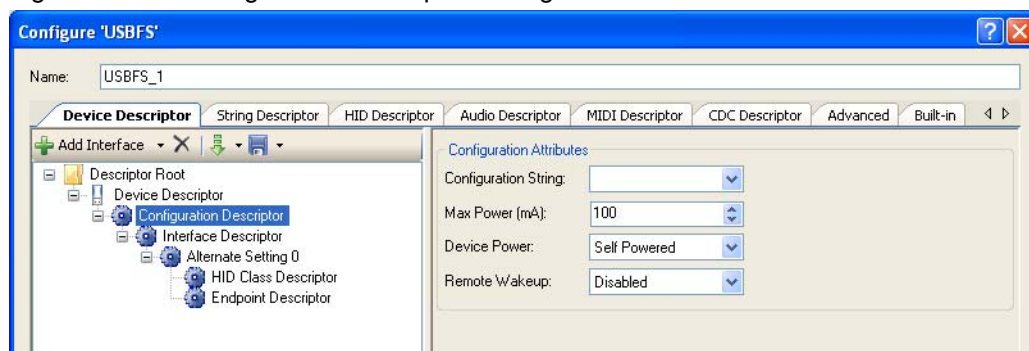 Configure 'USBFS'
Name: USBFS_1
Device Descriptor String Descriptor HID Descriptor Audio Descriptor MIDI Descriptor CDC Descriptor Advanced Built-in
Add Interface
Descriptor Root
Device Descriptor
Configuration Descriptor
Interface Descriptor
Alternate Setting 0
HID Class Descriptor
Endpoint Descriptor
Configuration Attributes
Configuration String:
Max Power (mA): 100
Device Power: Self Powered
Remote Wakeup: Disabled